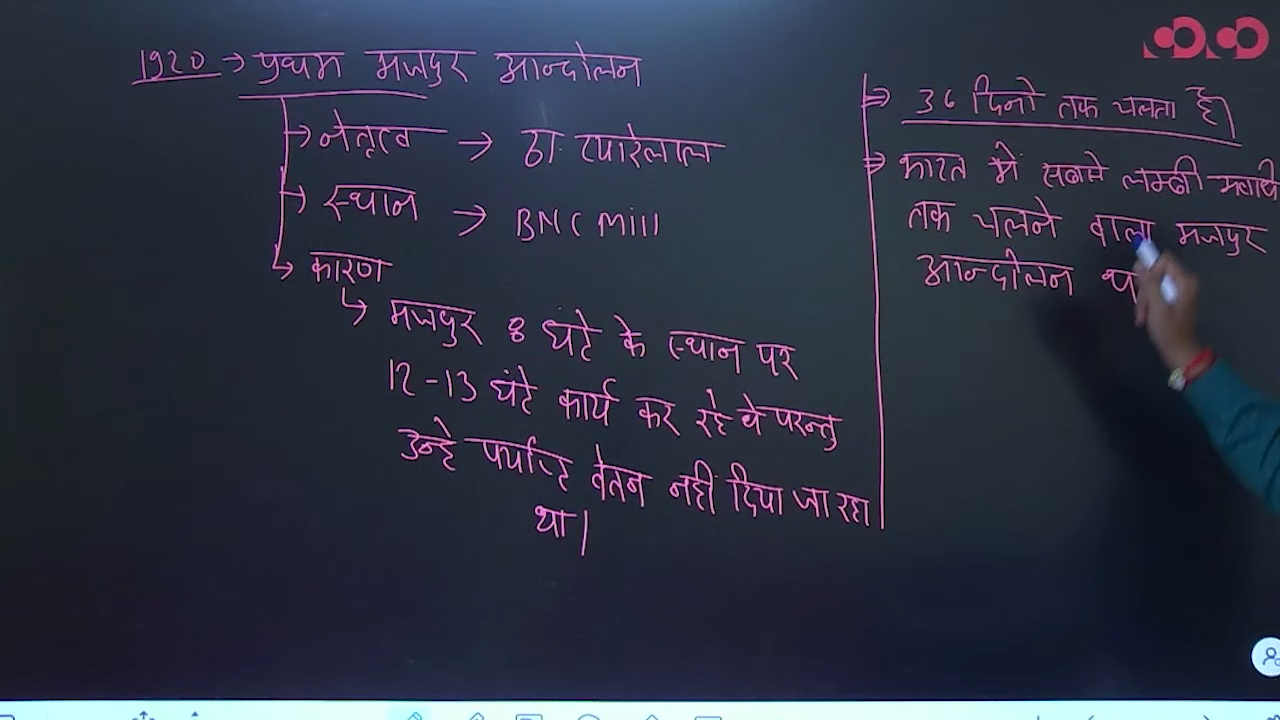 1920 → प्रथम मजदुर आन्दोलन
→ नेतृत्व → ठा. प्यारेलाल
→ स्थान → BNC Mill
↳ कारण
↳ मजदुर 8 घंटे के स्थान पर
12-13 घंटे कार्य कर रहे थे परन्तु
उन्हे पर्याप्त वेतन नहीं दिया जा रहा
था।
⇒ 36 दिनो तक चलता है।
⇒ भारत में सबसे लम्बी अवधि
तक चलने वाला मजदुर
आन्दोलन